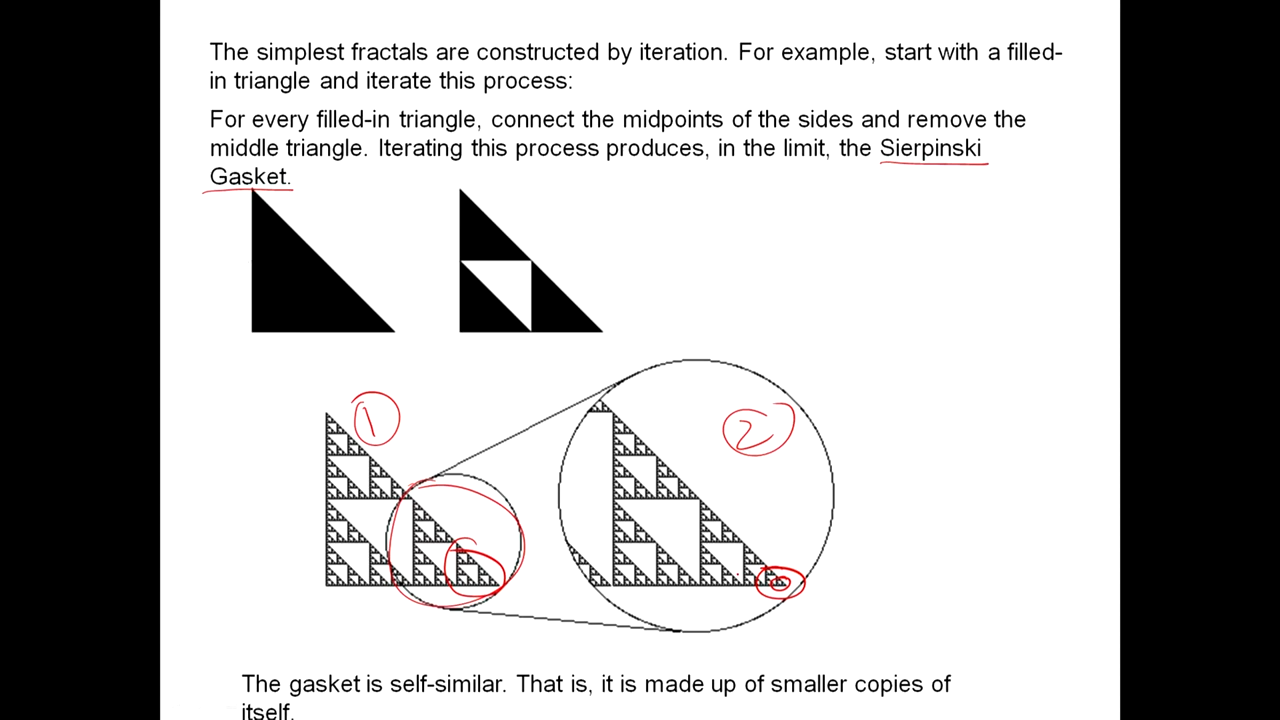 The simplest fractals are constructed by iteration. For example, start with a filled-
in triangle and iterate this process:
For every filled-in triangle, connect the midpoints of the sides and remove the
middle triangle. Iterating this process produces, in the limit, the Sierpinski
Gasket.
1
2
The gasket is self-similar. That is, it is made up of smaller copies of
itself.